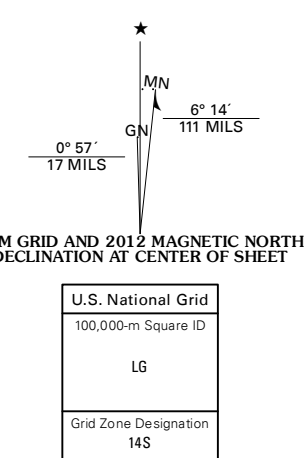 ★
MN
6° 14´
111 MILS
GN
0° 57´
17 MILS
M GRID AND 2012 MAGNETIC NORTH
DECLINATION AT CENTER OF SHEET
U.S. National Grid
100,000-m Square ID
LG
Grid Zone Designation
14S